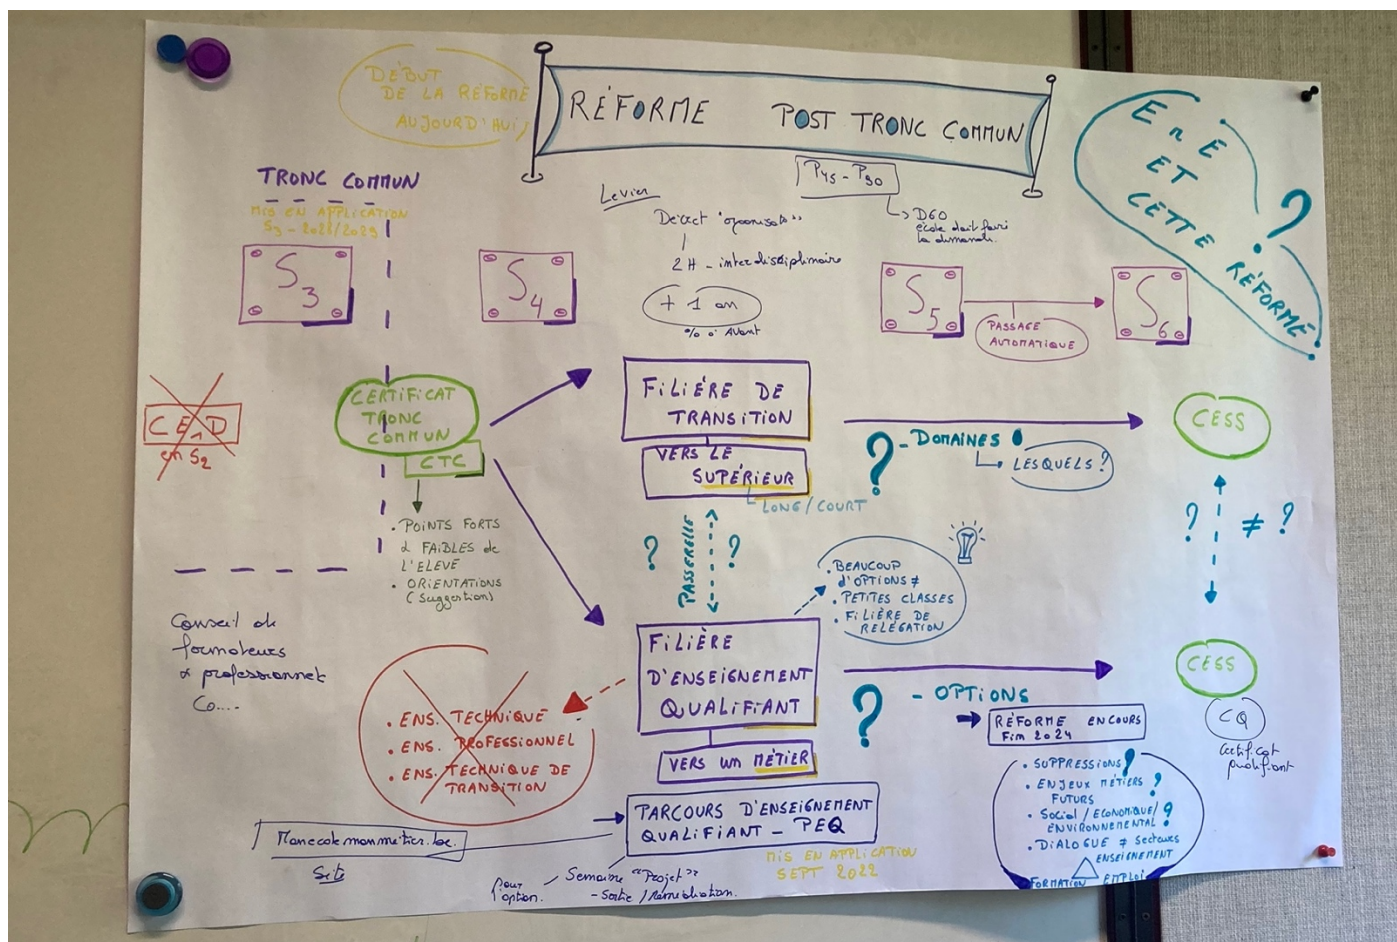 DÉBUT
DE LA RÉFORME
AUJOURD'HUI
RÉFORME POST TRONC COMMUN
E n E
ET
CETTE RÉFORME
?
TRONC COMMUN
MIS EN APPLICATION
S3 - 2028/2029
Levier
Décret "organisato"
2H - interdisciplinaire
+ 1 an
% à AVANT
P45 - P90
D60
école doit faire
la demande.
S3
S4
S5
PASSAGE
AUTOMATIQUE
S6
CE1D
en S2
CERTIFICAT
TRONC
COMMUN
CTC
• POINTS FORTS
& FAIBLES de
L'ELEVE
• ORIENTATIONS
(suggestion)
FILIÈRE DE
TRANSITION
VERS LE
SUPÉRIEUR
LONG/COURT
? - DOMAINES
LESQUELS ?
CESS
? PASSERELLE ?
? ≠ ?
• BEAUCOUP
d'OPTIONS ≠
• PETITES CLASSES
• FILIÈRE DE
RELÉGATION
Conseil de
formateurs
& professionnel
Co....
• ENS. TECHNIQUE
• ENS. PROFESSIONNEL
• ENS. TECHNIQUE DE
TRANSITION
FILIÈRE
D'ENSEIGNEMENT
QUALIFIANT
VERS UN MÉTIER
? - OPTIONS
RÉFORME EN COURS
Fin 2024
CESS
CQ
Certificat
qualifiant
• SUPPRESSIONS ?
• ENJEUX MÉTIERS ?
FUTURS
• SOCIAL / ECONOMIQUE /
ENVIRONNEMENTAL ?
• DIALOGUE ≠ secteurs
ENSEIGNEMENT
FORMATION EMPLOI
PARCOURS D'ENSEIGNEMENT
QUALIFIANT - PEQ
MIS EN APPLICATION
SEPT 2022
Monecolemonmetier.be
Site
Pour
l'option.
Semaine "Projet"
- Sortie / Remédiation.